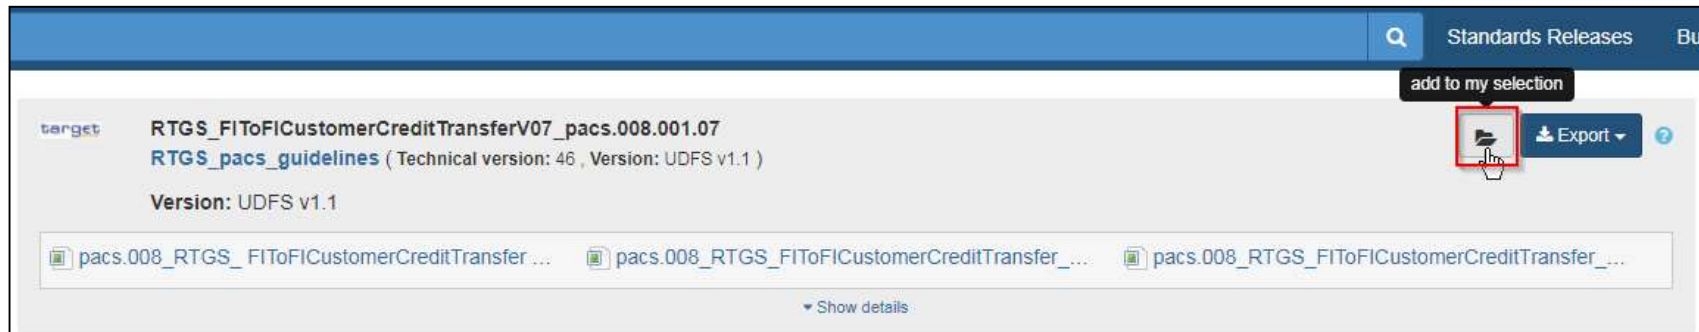 Standards Releases Bu
add to my selection
target RTGS_FIToFICustomerCreditTransferV07_pacs.008.001.07
Export
RTGS_pacs_guidelines ( Technical version: 46 , Version: UDFS v1.1 )
Version: UDFS v1.1
pacs.008_RTGS_ FIToFICustomerCreditTransfer ... pacs.008_RTGS_FIToFICustomerCreditTransfer_... pacs.008_RTGS_FIToFICustomerCreditTransfer_...
Show details